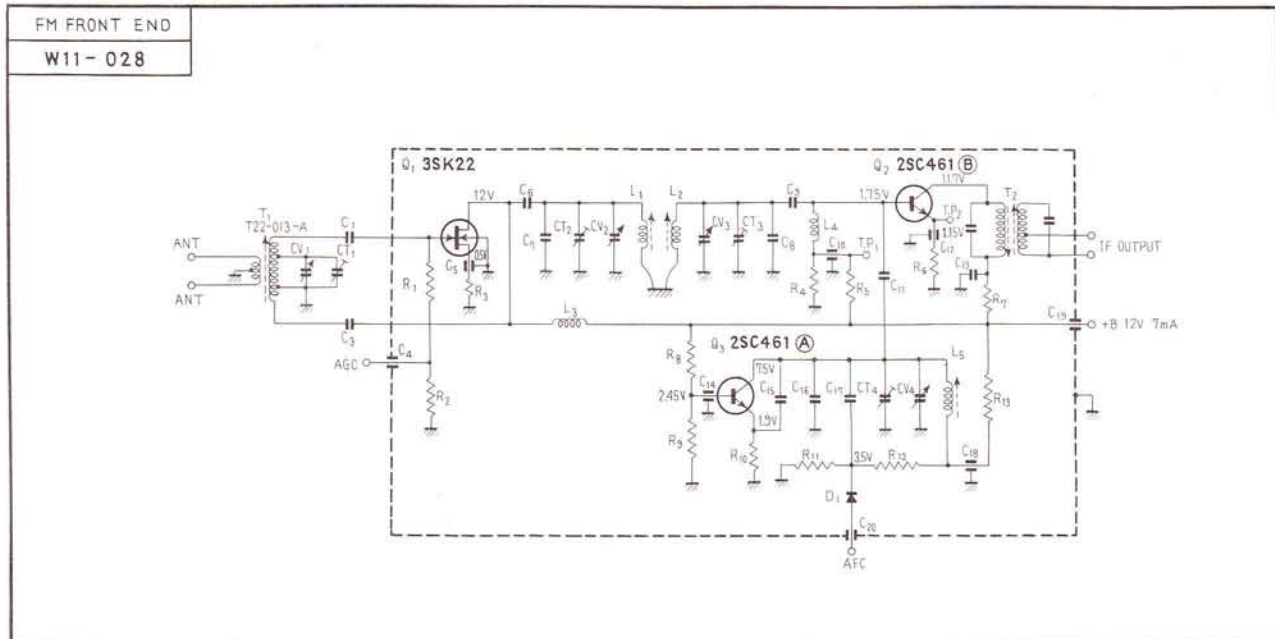 FM FRONT END
W11-028
Q1 3SK22
Q2 2SC461 B
12V
C6
L1
L2
C9
1.75V
11.7V
T2
T1
T22-013-A
C1
CT2
CV2
CV3
CT3
C8
L4
C10
T.P1
T.P2
1.15V
C12
R6
C13
IF OUTPUT
ANT
CV1
CT1
ANT
C5
R3
R1
R4
R5
C11
R7
C3
L3
C19
+B 12V 7mA
AGC
C4
R8
Q3 2SC461 A
7.5V
L5
R2
2.45V
C14
C15
C16
C17
CT4
CV4
R13
R9
1.9V
R10
R11
3.5V
R12
C18
D1
C20
AFC